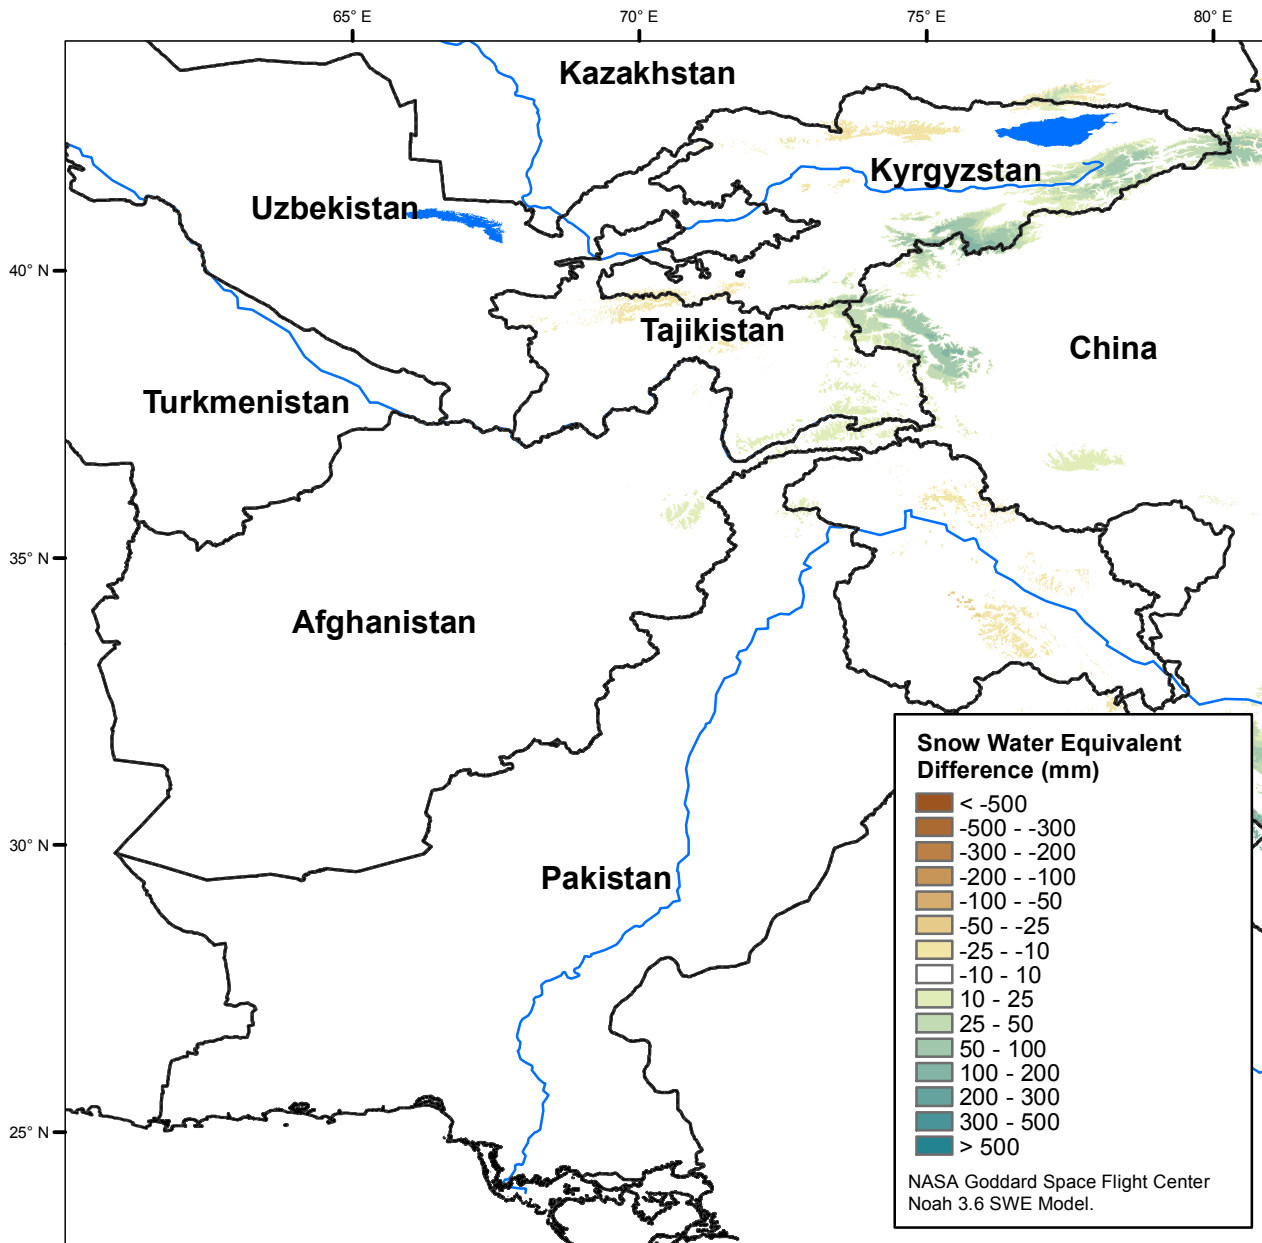 65° E
70° E
75° E
80° E
Kazakhstan
Kyrgyzstan
Uzbekistan
40° N
Tajikistan
China
Turkmenistan
35° N
Afghanistan
30° N
Pakistan
25° N
Snow Water Equivalent
Difference (mm)
< -500
-500 - -300
-300 - -200
-200 - -100
-100 - -50
-50 - -25
-25 - -10
-10 - 10
10 - 25
25 - 50
50 - 100
100 - 200
200 - 300
300 - 500
> 500
NASA Goddard Space Flight Center
Noah 3.6 SWE Model.